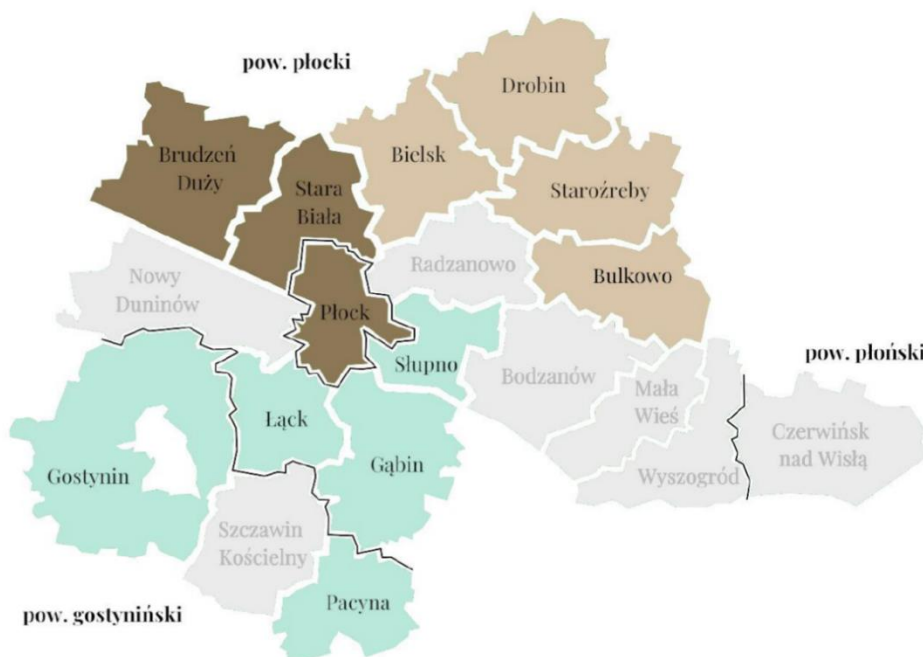 pow. płocki
Drobin
Brudzeń
Duży
Bielsk
Stara
Biała
Staroźreby
Nowy
Duninów
Radzanowo
Bulkowo
Płock
Słupno
pow. płoński
Bodzanów
Mała
Wieś
Łąck
Czerwińsk
nad Wisłą
Gostynin
Gąbin
Wyszogród
Szczawin
Kościelny
Pacyna
pow. gostyniński